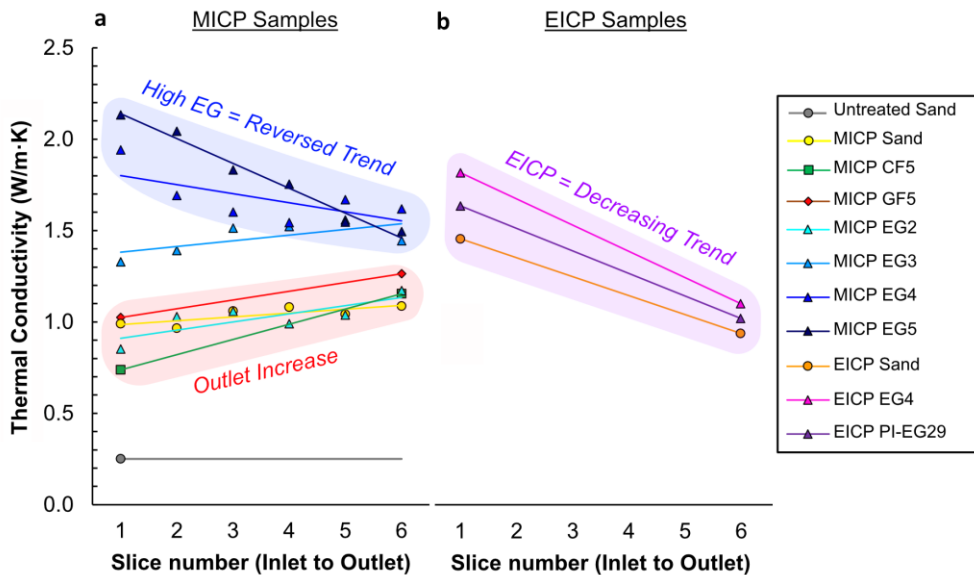 a
MICP Samples
b
EICP Samples
Thermal Conductivity (W/m·K)
2.5
2.0
1.5
1.0
0.5
0.0
High EG = Reversed Trend
Outlet Increase
EICP = Decreasing Trend
1 2 3 4 5 6
Slice number (Inlet to Outlet)
1 2 3 4 5 6
Slice number (Inlet to Outlet)
Untreated Sand
MICP Sand
MICP CF5
MICP GF5
MICP EG2
MICP EG3
MICP EG4
MICP EG5
EICP Sand
EICP EG4
EICP PI-EG29